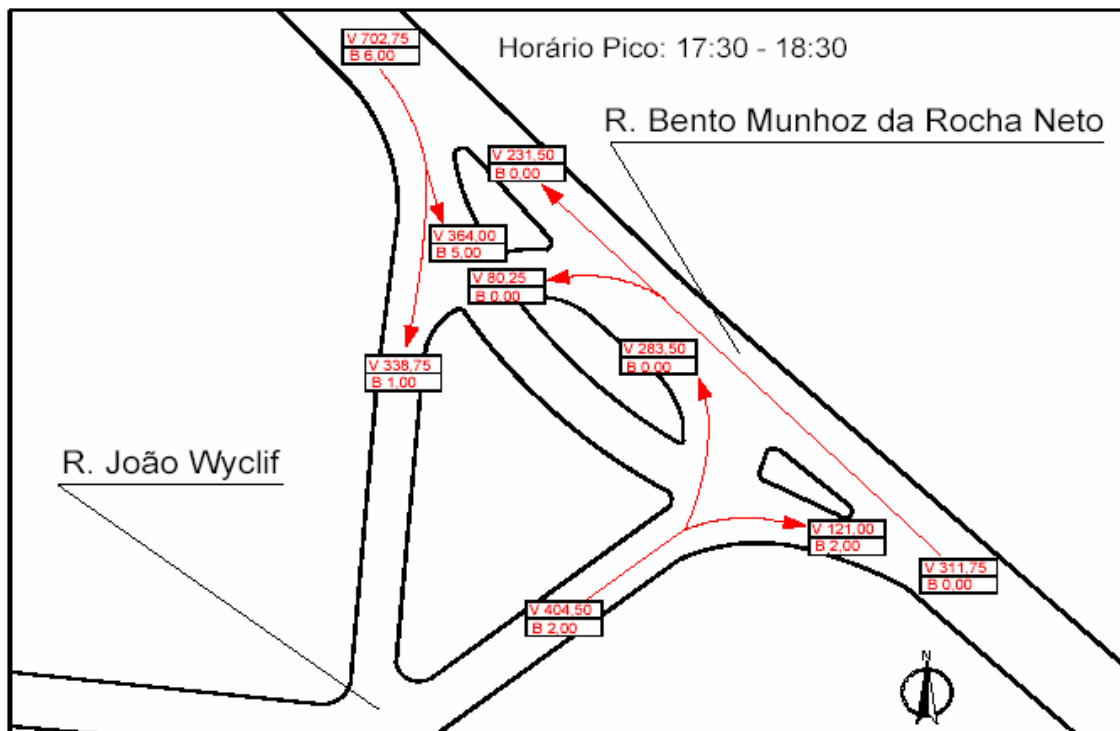 V 702,75
B 6,00
Horário Pico: 17:30 - 18:30
R. Bento Munhoz da Rocha Neto
V 231,50
B 0,00
V 364,00
B 5,00
V 80,25
B 0,00
V 283,50
B 0,00
V 338,75
B 1,00
R. João Wyclif
V 121,00
B 2,00
V 311,75
B 0,00
V 404,50
B 2,00
N